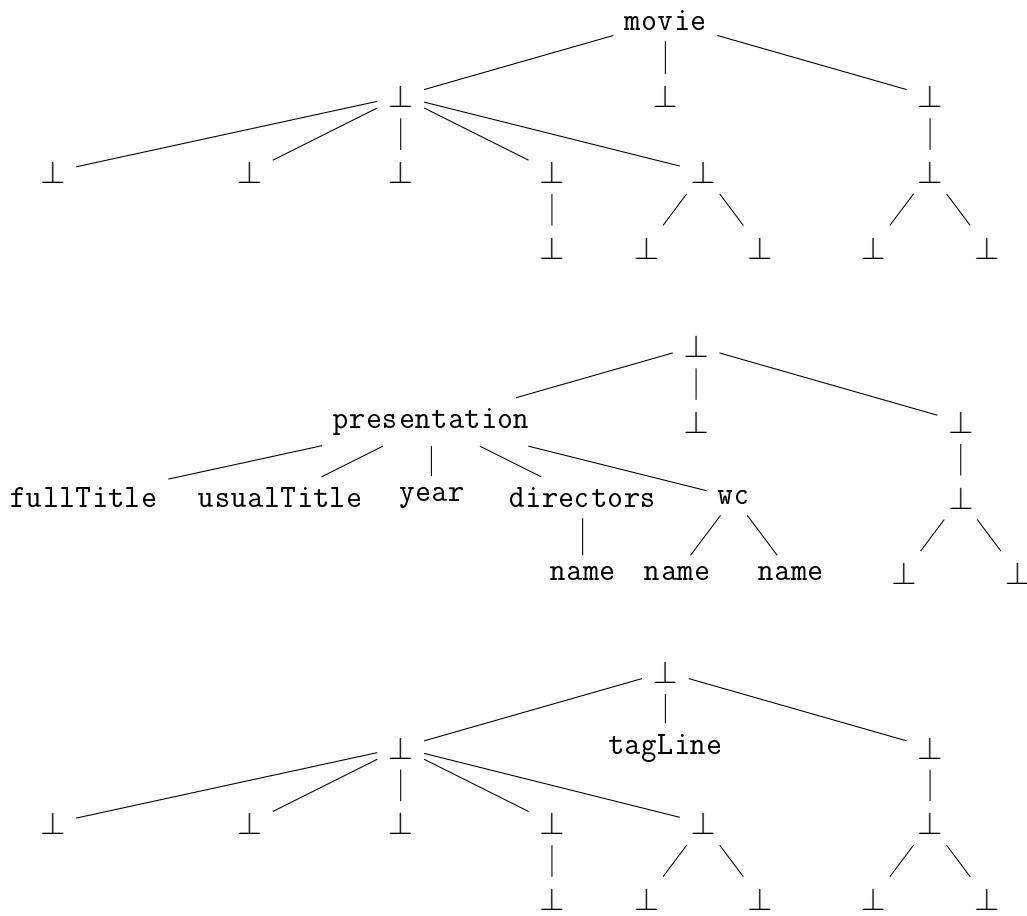 movie
⊥ ⊥ ⊥
⊥ ⊥ ⊥ ⊥ ⊥ ⊥
⊥ ⊥ ⊥ ⊥ ⊥
⊥
presentation ⊥ ⊥
fullTitle usualTitle year directors wc ⊥
name name name ⊥ ⊥
⊥
⊥ tagLine ⊥
⊥ ⊥ ⊥ ⊥ ⊥ ⊥
⊥ ⊥ ⊥ ⊥ ⊥